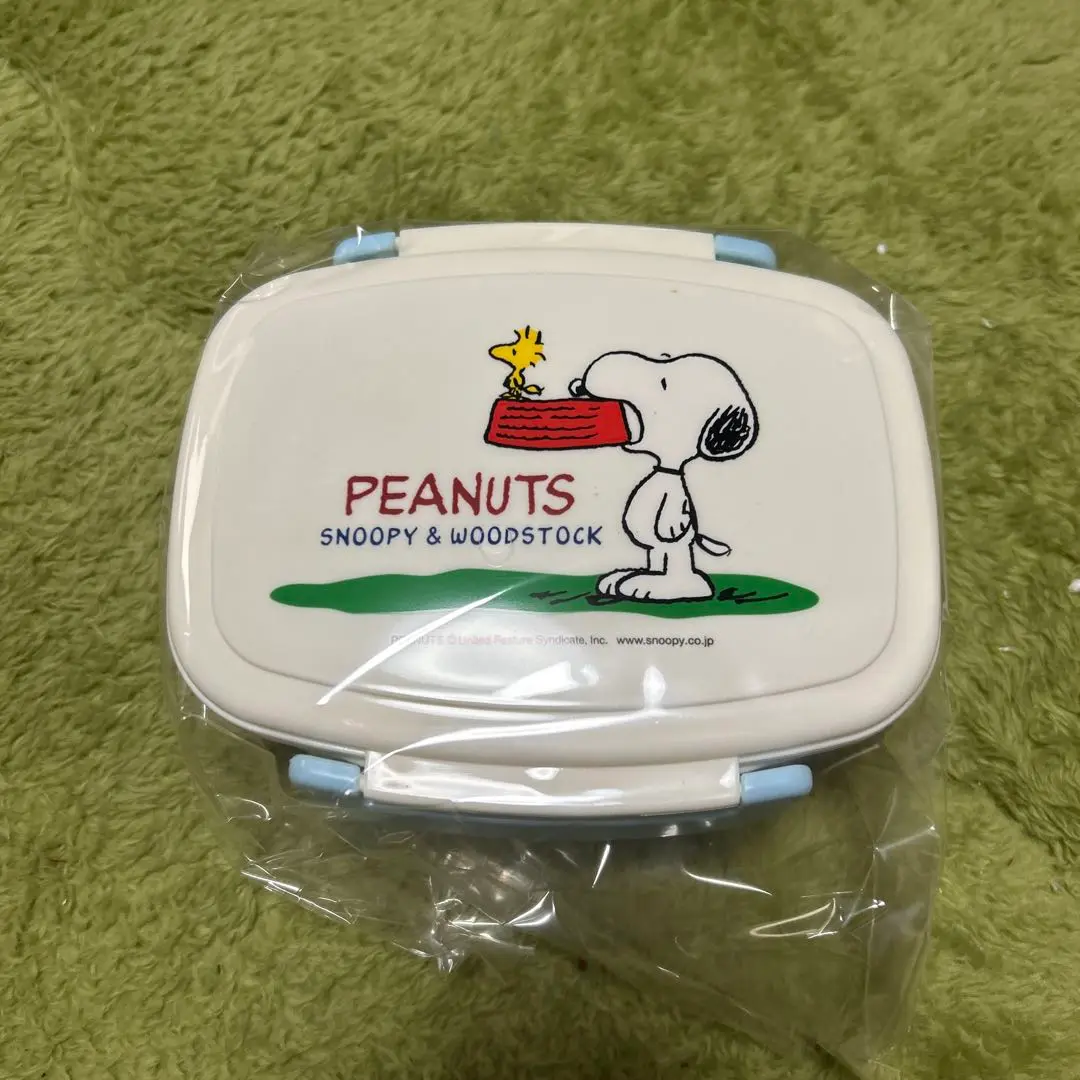 PEANUTS
SNOOPY & WOODSTOCK
PEANUTS © United Feature Syndicate, Inc. www.snoopy.co.jp